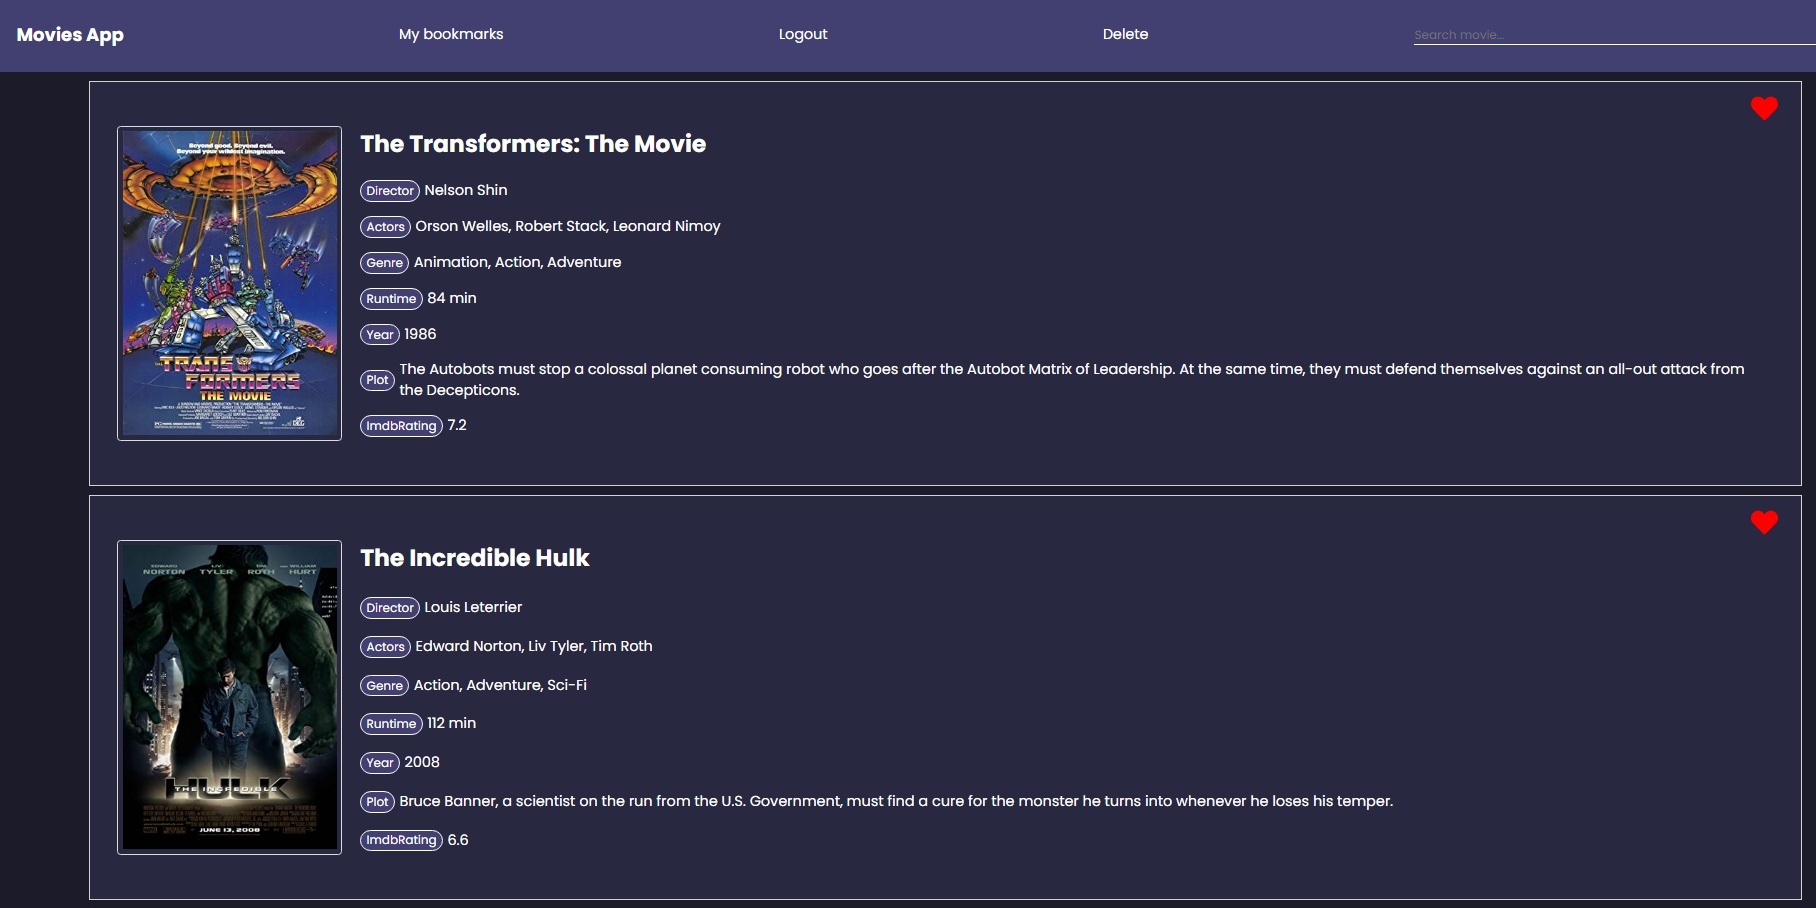 Movies App
My bookmarks
Logout
Delete
Search movie...
Beyond good. Beyond evil.
Beyond your wildest imagination.
TRANS
FORMERS
THE MOVIE
The Transformers: The Movie
Director Nelson Shin
Actors Orson Welles, Robert Stack, Leonard Nimoy
Genre Animation, Action, Adventure
Runtime 84 min
Year 1986
Plot The Autobots must stop a colossal planet consuming robot who goes after the Autobot Matrix of Leadership. At the same time, they must defend themselves against an all-out attack from
the Decepticons.
ImdbRating 7.2
EDWARD NORTON LIV TYLER TIM ROTH AND WILLIAM HURT
HULK
THE INCREDIBLE
JUNE 13, 2008
The Incredible Hulk
Director Louis Leterrier
Actors Edward Norton, Liv Tyler, Tim Roth
Genre Action, Adventure, Sci-Fi
Runtime 112 min
Year 2008
Plot Bruce Banner, a scientist on the run from the U.S. Government, must find a cure for the monster he turns into whenever he loses his temper.
ImdbRating 6.6